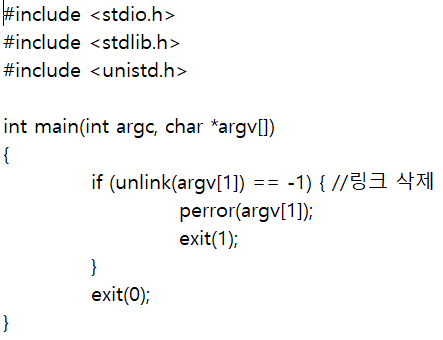 #include <stdio.h>
#include <stdlib.h>
#include <unistd.h>

int main(int argc, char *argv[])
{
        if (unlink(argv[1]) == -1) { //링크 삭제
                perror(argv[1]);
                exit(1);
        }
        exit(0);
}